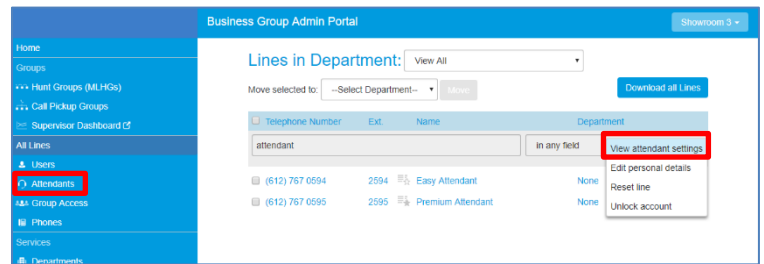 Business Group Admin Portal
Showroom 3
Home
Groups
Hunt Groups (MLHGs)
Call Pickup Groups
Supervisor Dashboard
All Lines
Users
Attendants
Group Access
Phones
Services
Departments
Lines in Department: View All
Move selected to: --Select Department-- Move
Download all Lines
Telephone Number Ext. Name Department
attendant in any field
View attendant settings
Edit personal details
Reset line
Unlock account
(612) 767 0594 2594 Easy Attendant None
(612) 767 0595 2595 Premium Attendant None